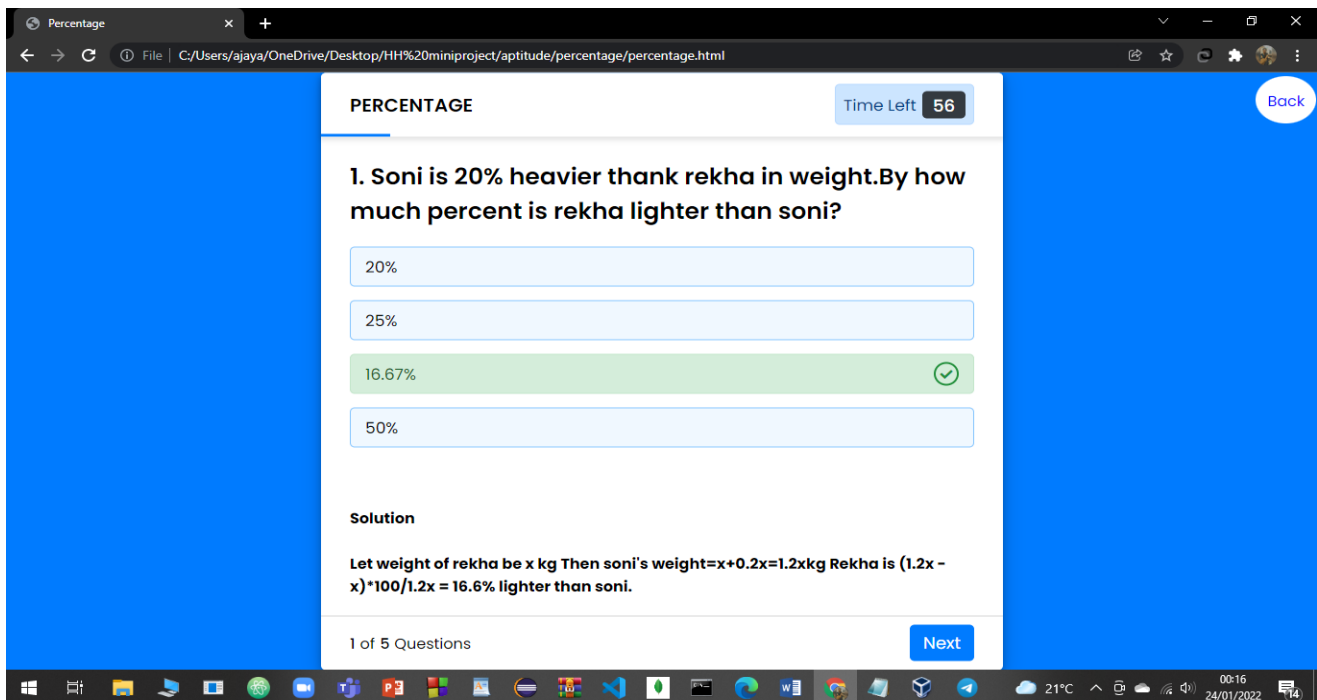 Percentage
File | C:/Users/ajaya/OneDrive/Desktop/HH%20miniproject/aptitude/percentage/percentage.html
PERCENTAGE
Time Left 56
Back
1. Soni is 20% heavier thank rekha in weight.By how
much percent is rekha lighter than soni?
20%
25%
16.67%
50%
Solution
Let weight of rekha be x kg Then soni's weight=x+0.2x=1.2xkg Rekha is (1.2x -
x)*100/1.2x = 16.6% lighter than soni.
1 of 5 Questions
Next
21°C
00:16
24/01/2022
14